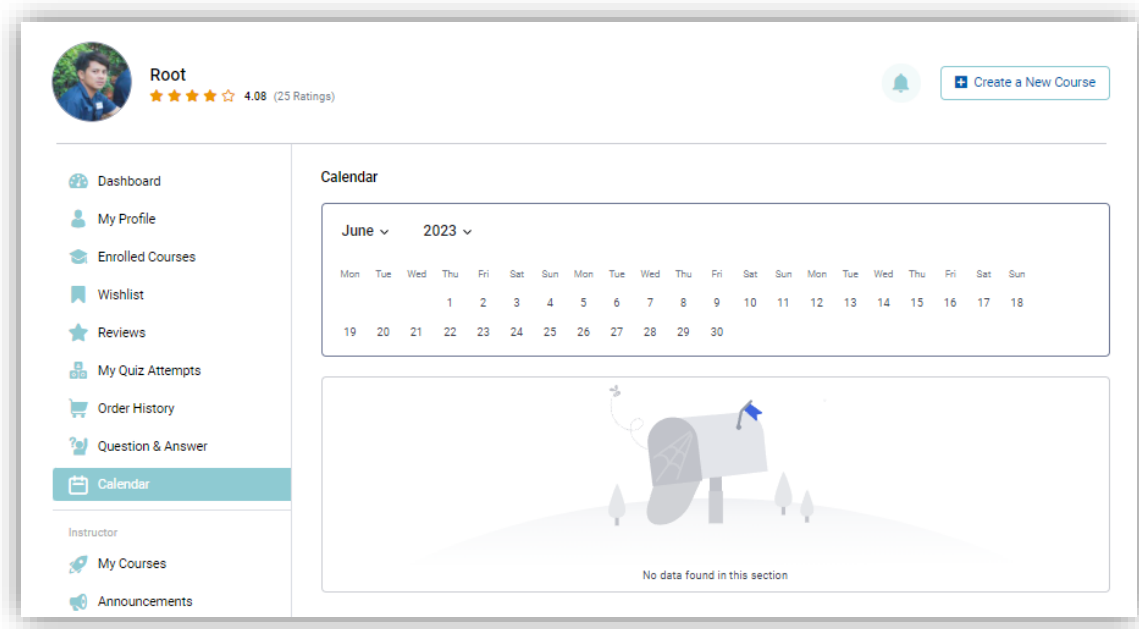 Root
4.08 (25 Ratings)
Create a New Course
Dashboard
My Profile
Enrolled Courses
Wishlist
Reviews
My Quiz Attempts
Order History
Question & Answer
Calendar
Instructor
My Courses
Announcements
Calendar
June 2023
Mon Tue Wed Thu Fri Sat Sun Mon Tue Wed Thu Fri Sat Sun Mon Tue Wed Thu Fri Sat Sun
1 2 3 4 5 6 7 8 9 10 11 12 13 14 15 16 17 18
19 20 21 22 23 24 25 26 27 28 29 30
No data found in this section